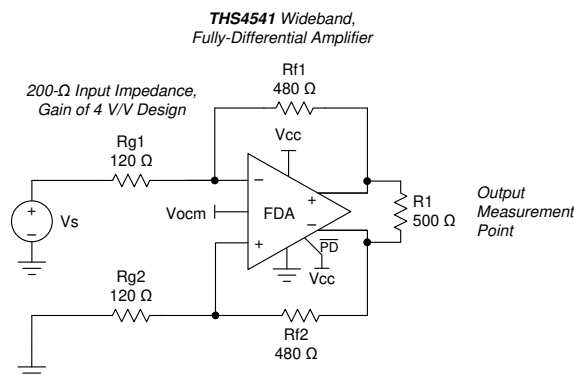 THS4541 Wideband,
Fully-Differential Amplifier
200-Ω Input Impedance,
Gain of 4 V/V Design
Rf1
480 Ω
Rg1
120 Ω
Vcc
Vs
+
−
Vocm
−
+
FDA
+
−
PD
Vcc
R1
500 Ω
Output
Measurement
Point
Rg2
120 Ω
Rf2
480 Ω